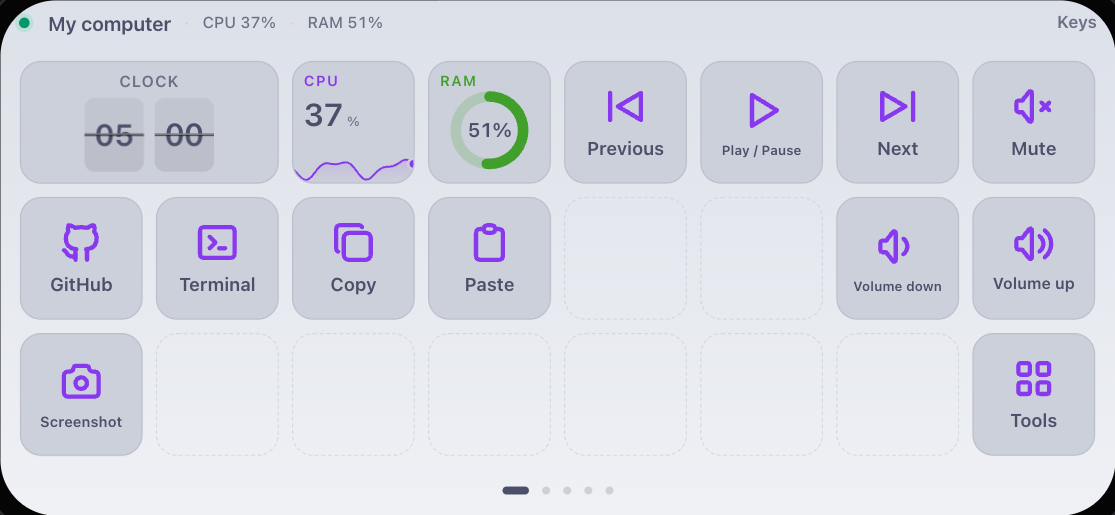 My computer · CPU 37% · RAM 51%
Keys
CLOCK
05 00
CPU
37 %
RAM
51%
Previous
Play / Pause
Next
Mute
GitHub
Terminal
Copy
Paste
Volume down
Volume up
Screenshot
Tools